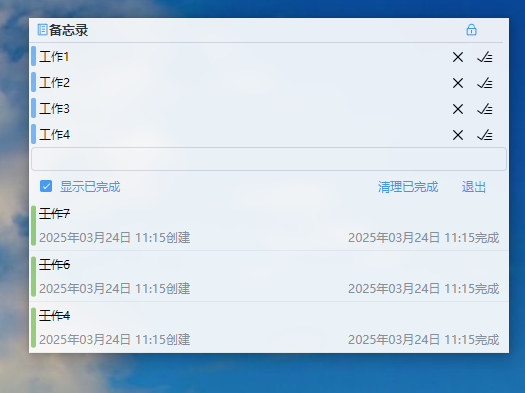 备忘录
工作1
工作2
工作3
工作4
显示已完成 清理已完成 退出
工作7
2025年03月24日 11:15创建 2025年03月24日 11:15完成
工作6
2025年03月24日 11:15创建 2025年03月24日 11:15完成
工作4
2025年03月24日 11:15创建 2025年03月24日 11:15完成